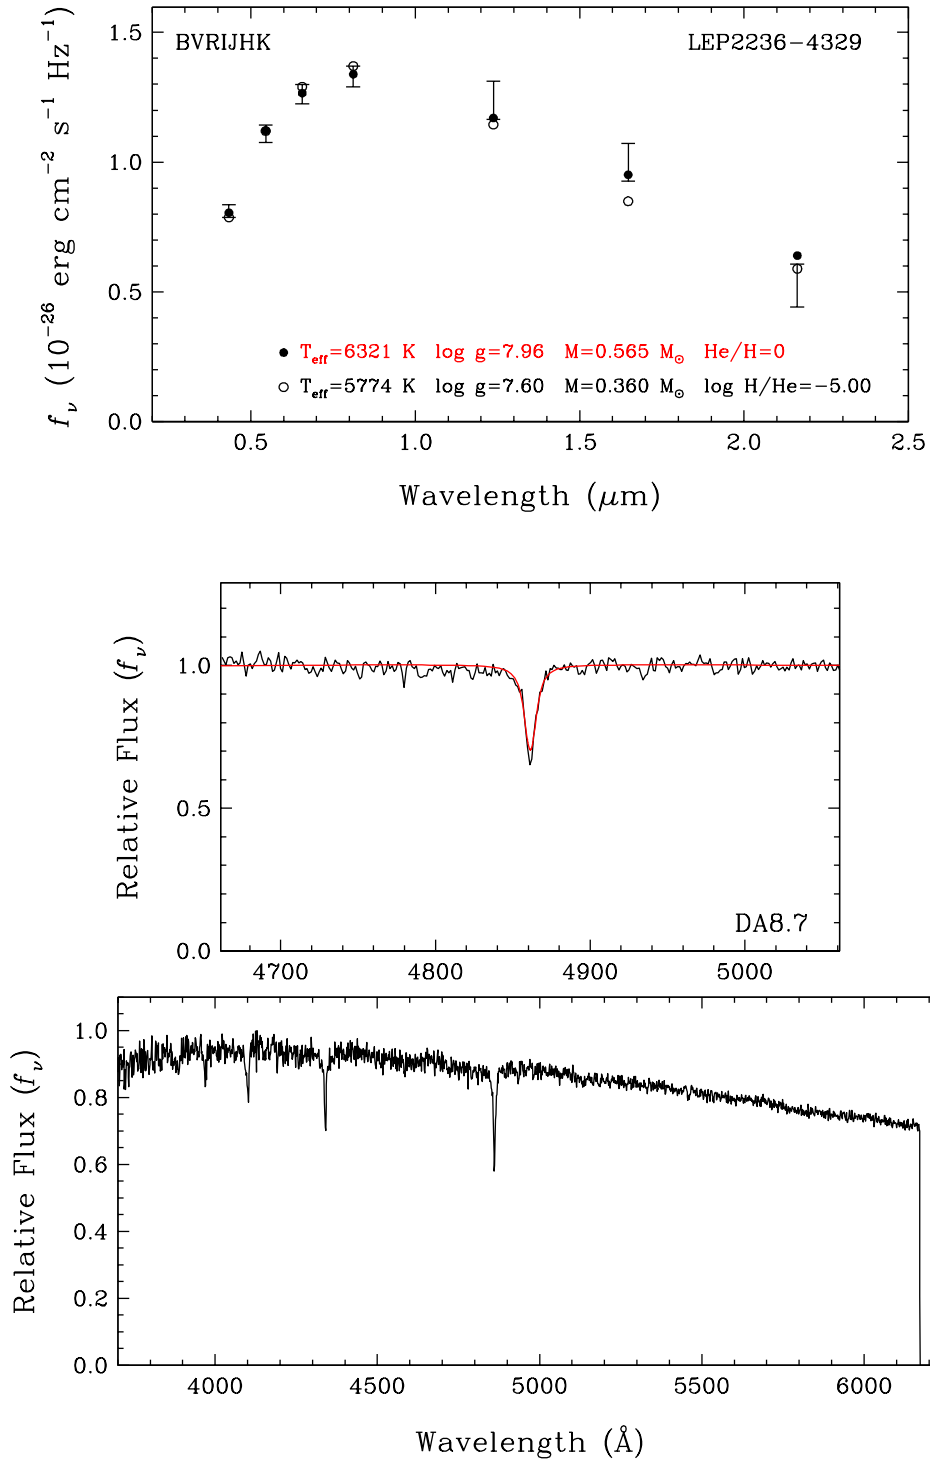 BVRIJHK LEP2236−4329
f_ν (10^−26 erg cm^−2 s^−1 Hz^−1)
1.5
1.0
0.5
0.0
● T_eff=6321 K log g=7.96 M=0.565 M_⊙ He/H=0
○ T_eff=5774 K log g=7.60 M=0.360 M_⊙ log H/He=−5.00
0.5 1.0 1.5 2.0 2.5
Wavelength (μm)
Relative Flux (f_ν)
1.0
0.5
0.0
DA8.7
4700 4800 4900 5000
Relative Flux (f_ν)
1.0
0.8
0.6
0.4
0.2
0.0
4000 4500 5000 5500 6000
Wavelength (Å)